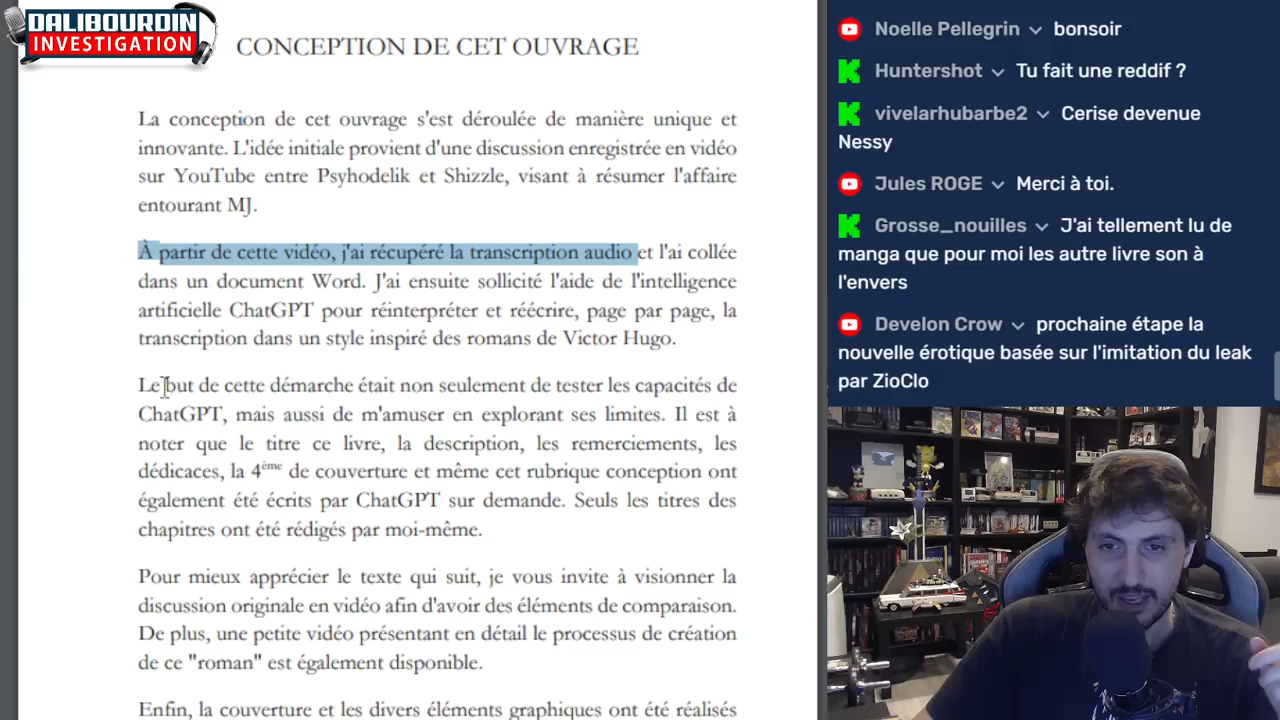 DALIBOURDIN
INVESTIGATION
CONCEPTION DE CET OUVRAGE
La conception de cet ouvrage s'est déroulée de manière unique et
innovante. L'idée initiale provient d'une discussion enregistrée en vidéo
sur YouTube entre Psyhodelik et Shizzle, visant à résumer l'affaire
entourant MJ.
À partir de cette vidéo, j'ai récupéré la transcription audio et l'ai collée
dans un document Word. J'ai ensuite sollicité l'aide de l'intelligence
artificielle ChatGPT pour réinterpréter et réécrire, page par page, la
transcription dans un style inspiré des romans de Victor Hugo.
Le but de cette démarche était non seulement de tester les capacités de
ChatGPT, mais aussi de m'amuser en explorant ses limites. Il est à
noter que le titre ce livre, la description, les remerciements, les
dédicaces, la 4ème de couverture et même cet rubrique conception ont
également été écrits par ChatGPT sur demande. Seuls les titres des
chapitres ont été rédigés par moi-même.
Pour mieux apprécier le texte qui suit, je vous invite à visionner la
discussion originale en vidéo afin d'avoir des éléments de comparaison.
De plus, une petite vidéo présentant en détail le processus de création
de ce "roman" est également disponible.
Enfin, la couverture et les divers éléments graphiques ont été réalisés
Noelle Pellegrin bonsoir
Huntershot Tu fait une reddif ?
vivelarhubarbe2 Cerise devenue
Nessy
Jules ROGE Merci à toi.
Grosse_nouilles J'ai tellement lu de
manga que pour moi les autre livre son à
l'envers
Develon Crow prochaine étape la
nouvelle érotique basée sur l'imitation du leak
par ZioClo